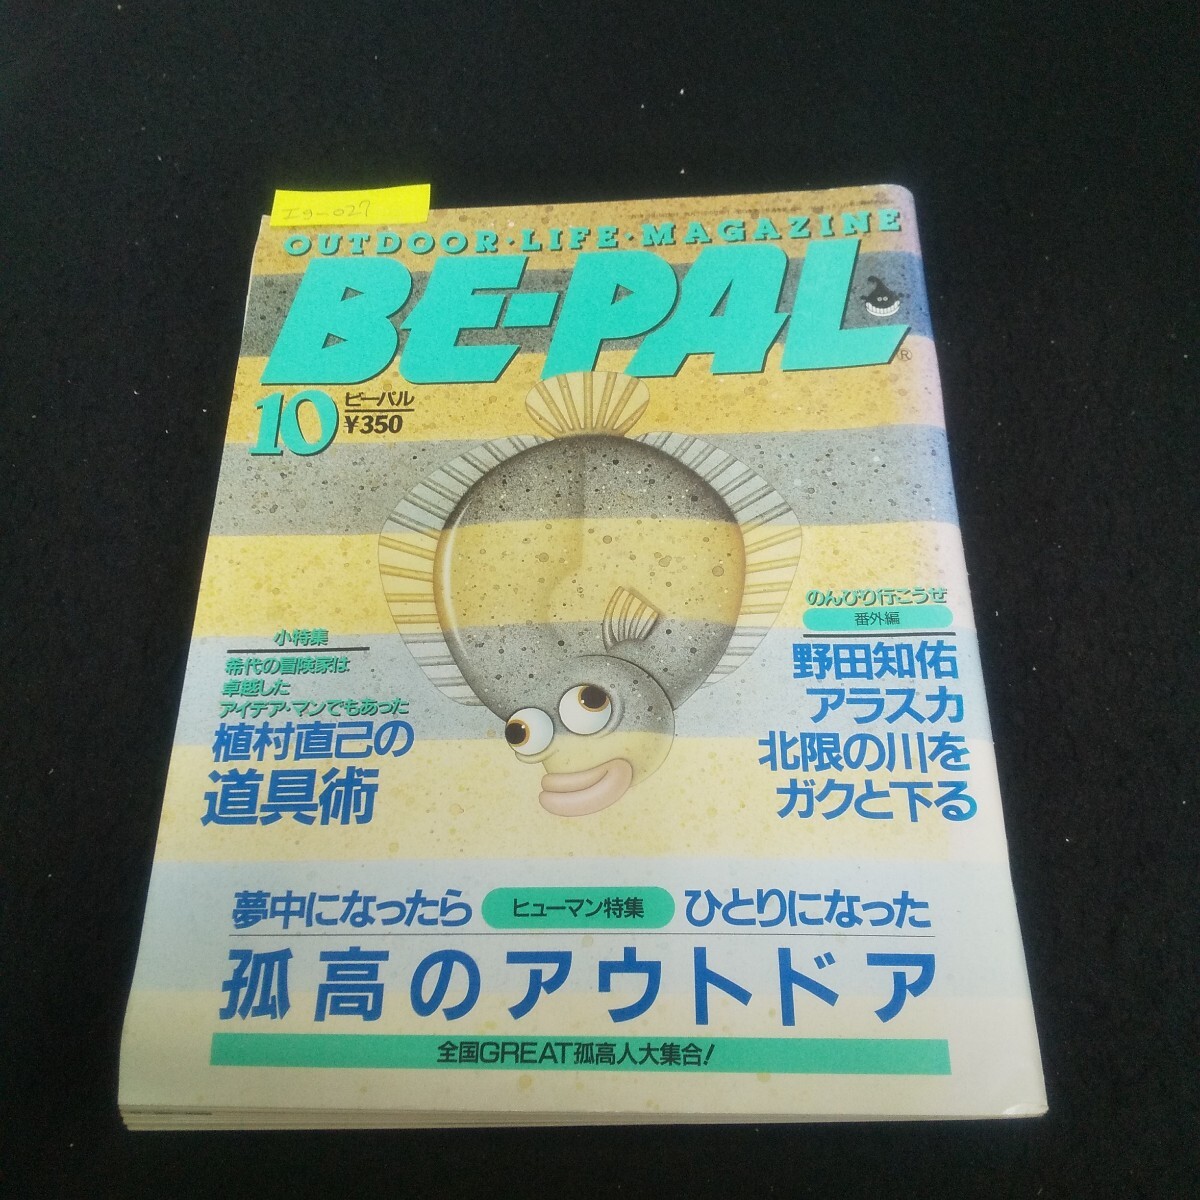 Ig-027
OUTDOOR・LIFE・MAGAZINE
BE-PAL
®
10
ビーパル
¥350
のんびり行こうぜ
番外編
野田知佑
アラスカ
北限の川を
ガクと下る
小特集
希代の冒険家は
卓越した
アイデア・マンでもあった
植村直己の
道具術
夢中になったら ヒューマン特集 ひとりになった
孤高のアウトドア
全国GREAT孤高人大集合!